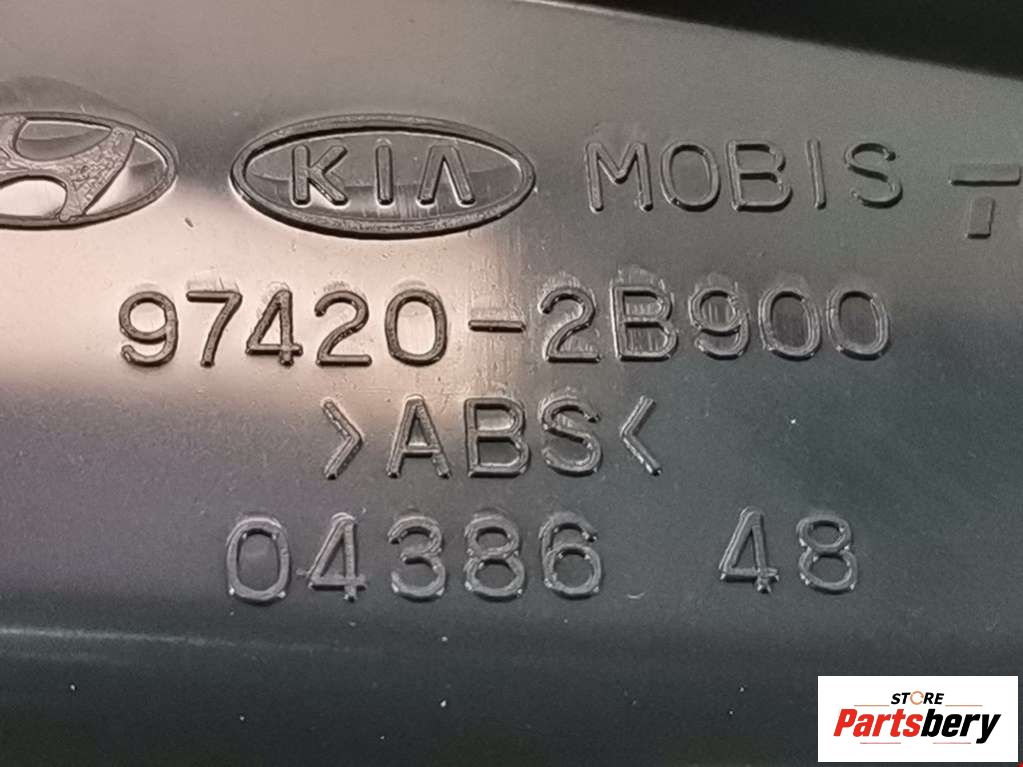 KIA MOBIS
97420-2B900
>ABS<
04386 48
STORE
Partsbery